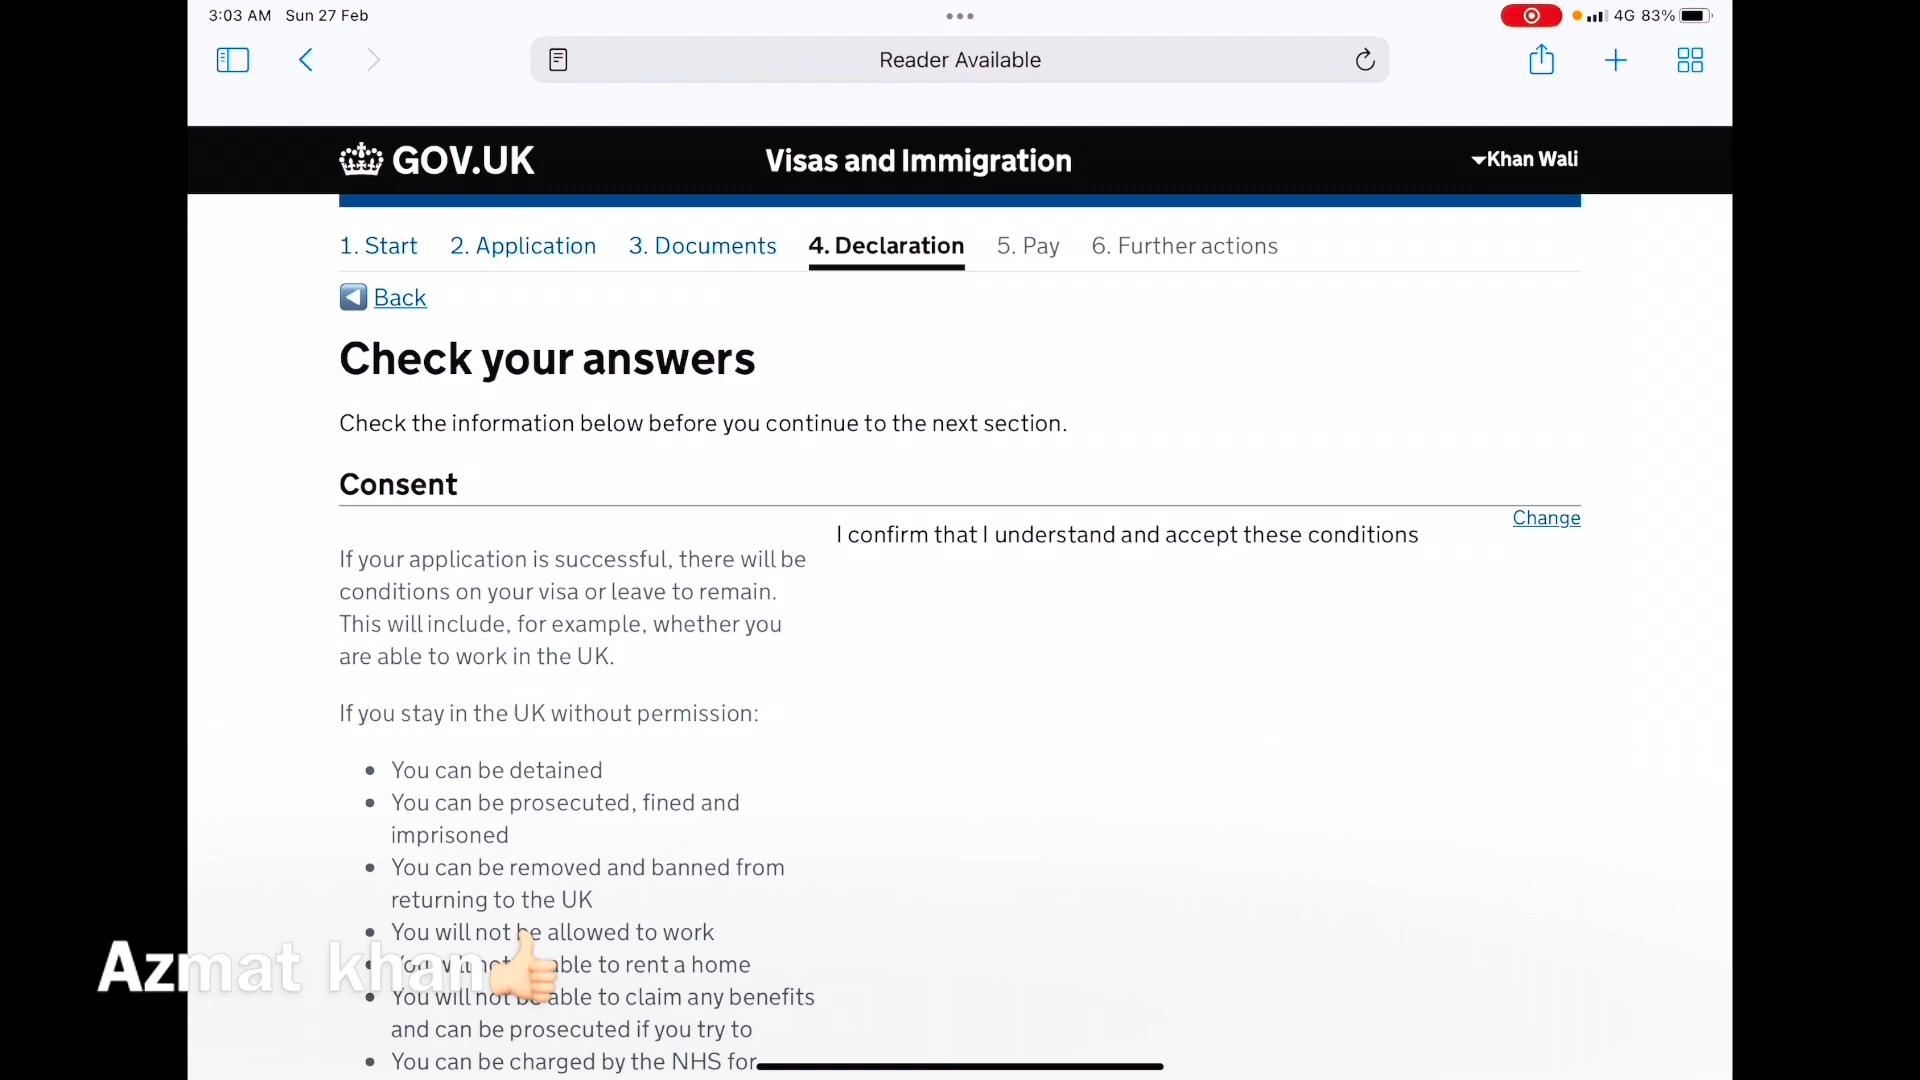 3:03 AM Sun 27 Feb
4G 83%
Reader Available
GOV.UK
Visas and Immigration
Khan Wali
1. Start 2. Application 3. Documents 4. Declaration 5. Pay 6. Further actions
Back
Check your answers
Check the information below before you continue to the next section.
Consent
Change
I confirm that I understand and accept these conditions
If your application is successful, there will be
conditions on your visa or leave to remain.
This will include, for example, whether you
are able to work in the UK.
If you stay in the UK without permission:
You can be detained
You can be prosecuted, fined and
imprisoned
You can be removed and banned from
returning to the UK
You will not be allowed to work
You will not be able to rent a home
You will not be able to claim any benefits
and can be prosecuted if you try to
You can be charged by the NHS for
Azmat khan👍🏻